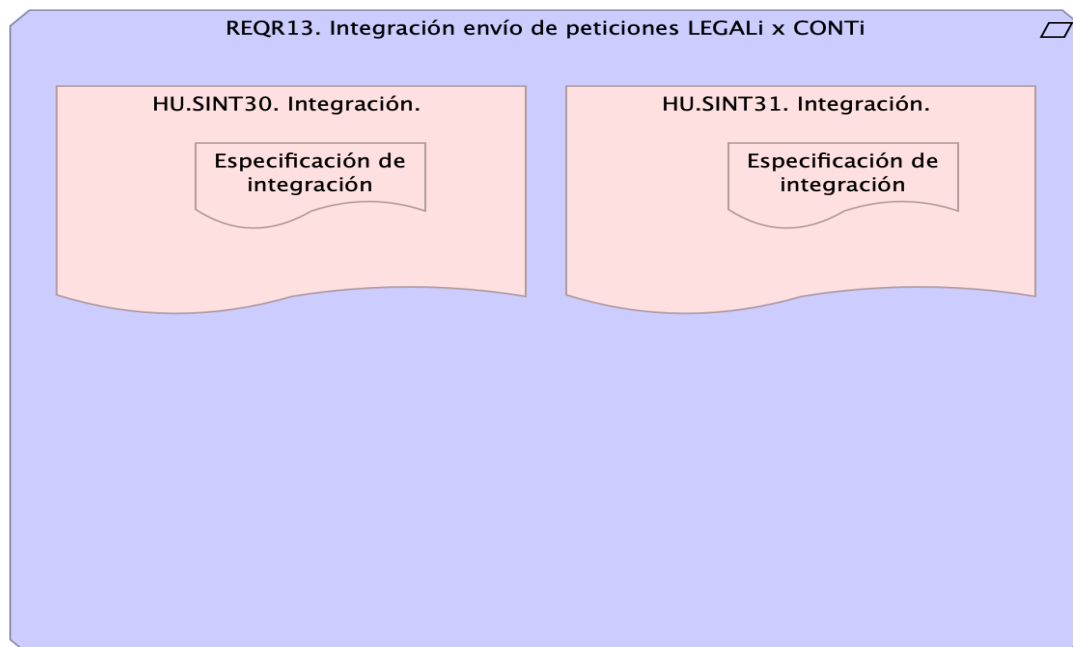 REQR13. Integración envío de peticiones LEGALi x CONTi
HU.SINT30. Integración.
Especificación de
integración
HU.SINT31. Integración.
Especificación de
integración